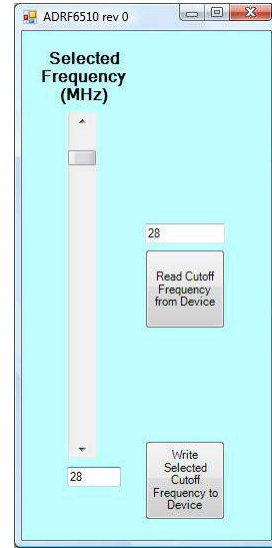 ADRF6510 rev 0
Selected
Frequency
(MHz)
28
Read Cutoff
Frequency
from Device
28
Write
Selected
Cutoff
Frequency to
Device